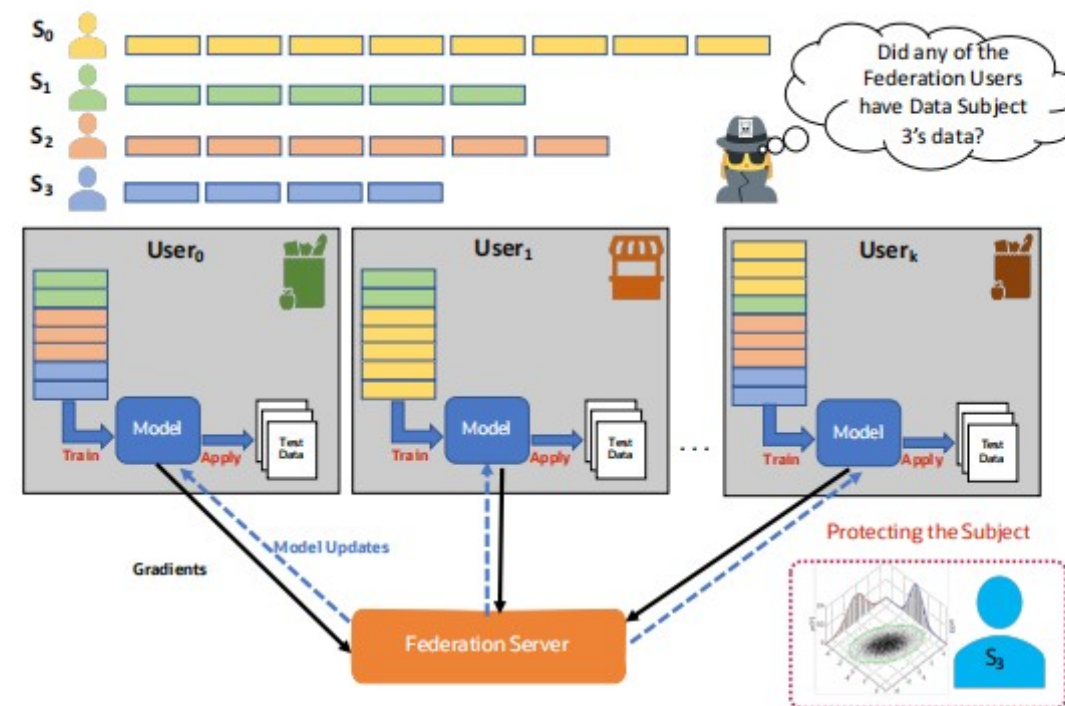 S0
Did any of the
Federation Users
have Data Subject
3's data?
S1
S2
S3
User0
User1
Userk
Model
Train
Apply
Test
Data
Model
Train
Apply
Test
Data
. . .
Model
Train
Apply
Test
Data
Model Updates
Gradients
Protecting the Subject
Federation Server
S3